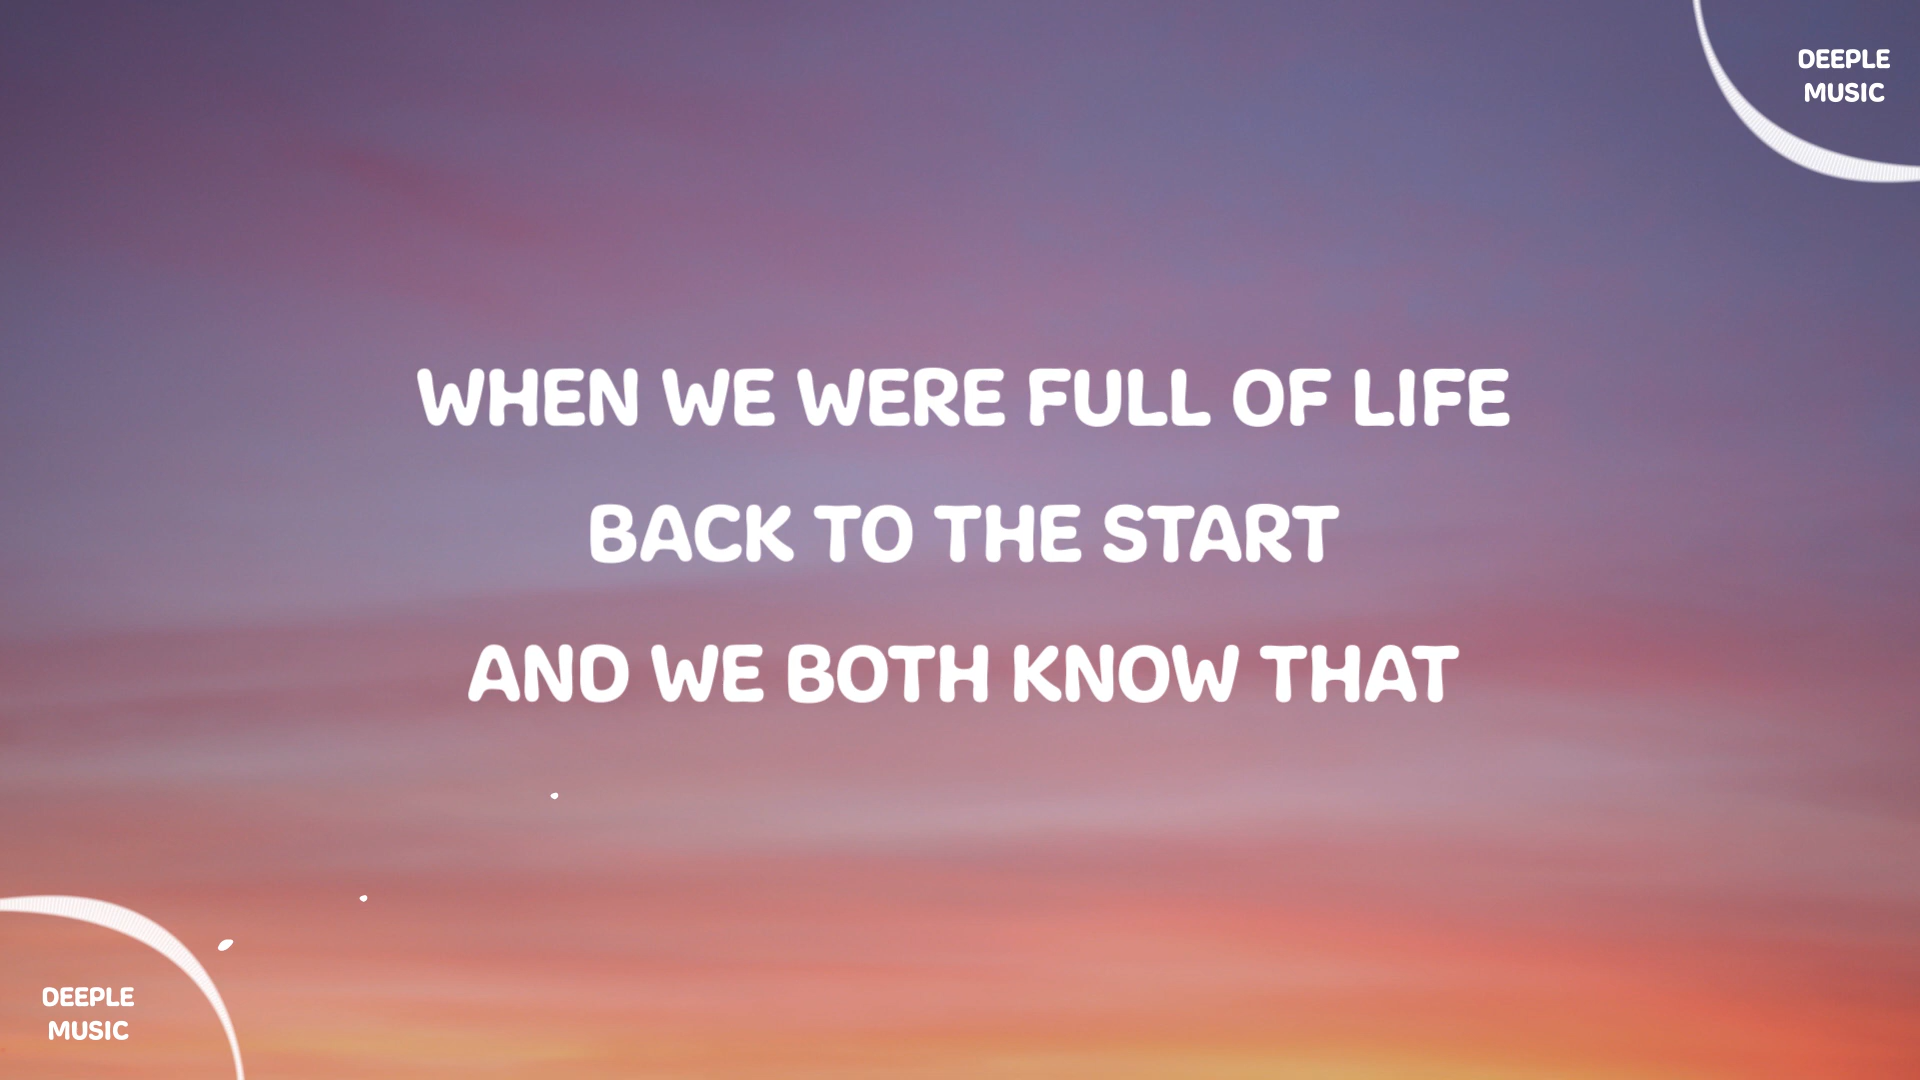 DEEPLE
MUSIC
WHEN WE WERE FULL OF LIFE
BACK TO THE START
AND WE BOTH KNOW THAT
DEEPLE
MUSIC